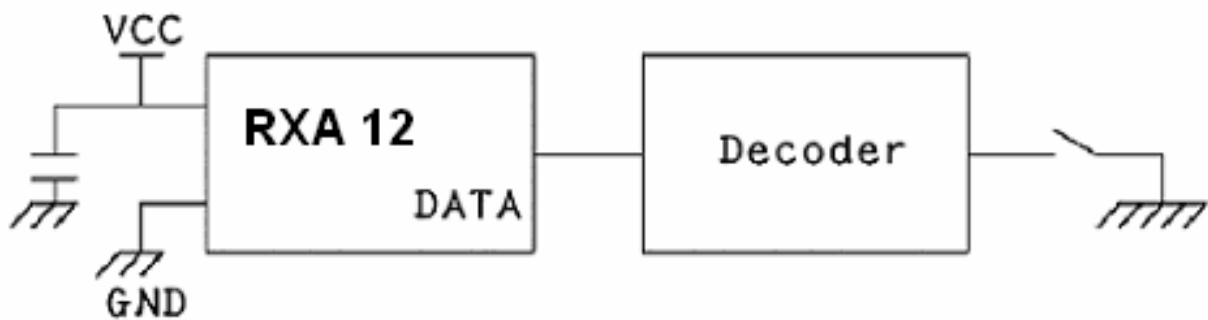 VCC
RXA 12
Decoder
DATA
GND